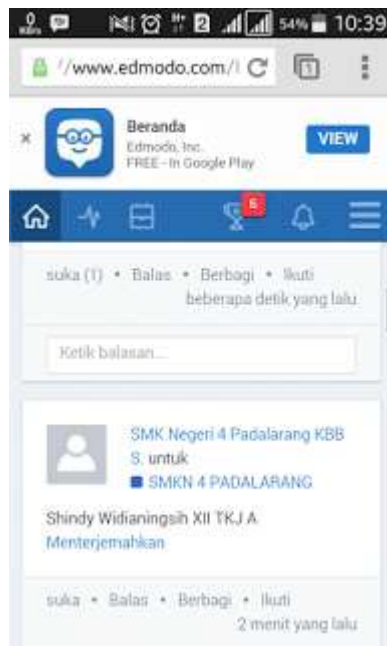 54% 10:39
//www.edmodo.com/l
1
×
Beranda
Edmodo, Inc.
FREE - In Google Play
VIEW
6
suka (1) • Balas • Berbagi • Ikuti
beberapa detik yang lalu
Ketik balasan...
SMK Negeri 4 Padalarang KBB
S. untuk
SMKN 4 PADALARANG
Shindy Widianingsih XII TKJ A
Menterjemahkan
suka • Balas • Berbagi • Ikuti
2 menit yang lalu